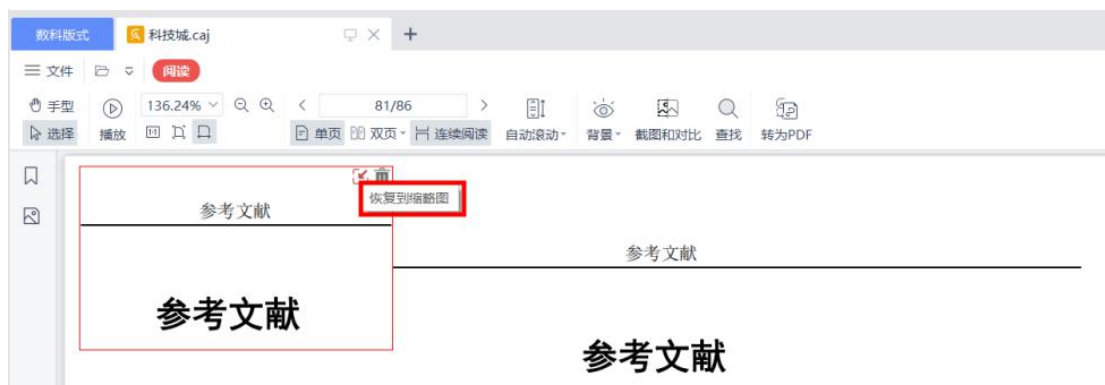 数科版式 科技城.caj
文件 阅读
手型 136.24% 81/86
选择 播放 单页 双页 连续阅读 自动滚动 背景 截图和对比 查找 转为PDF
恢复到缩略图
参考文献
参考文献
参考文献
参考文献